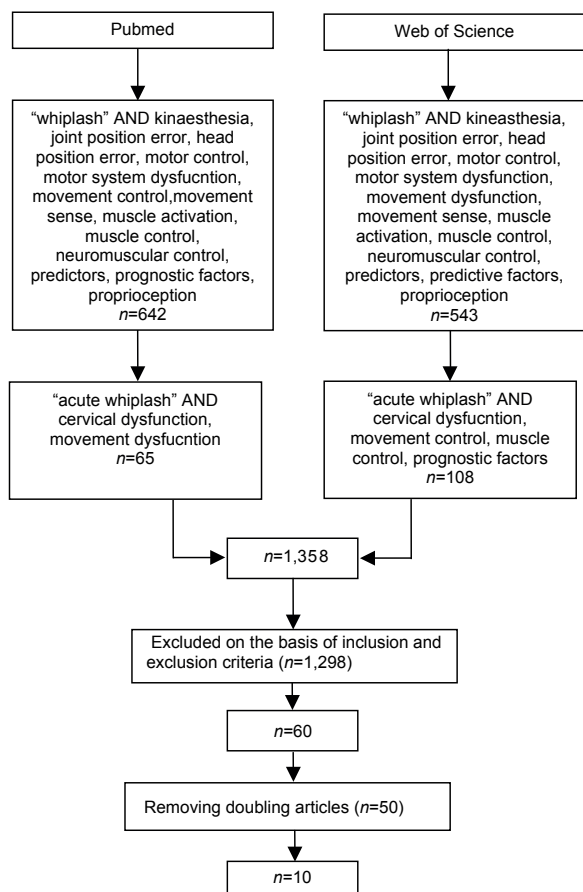 Pubmed
"whiplash" AND kinaesthesia,
joint position error, head
position error, motor control,
motor system dysfucntion,
movement control,movement
sense, muscle activation,
muscle control,
neuromuscular control,
predictors, prognostic factors,
proprioception
n=642
"acute whiplash" AND
cervical dysfunction,
movement dysfucntion
n=65
Web of Science
"whiplash" AND kineasthesia,
joint position error, head
position error, motor control,
motor system dysfunction,
movement dysfunction,
movement sense, muscle
activation, muscle control,
neuromuscular control,
predictors, predictive factors,
proprioception
n=543
"acute whiplash" AND
cervical dysfucntion,
movement control, muscle
control, prognostic factors
n=108
n=1,358
Excluded on the basis of inclusion and
exclusion criteria (n=1,298)
n=60
Removing doubling articles (n=50)
n=10